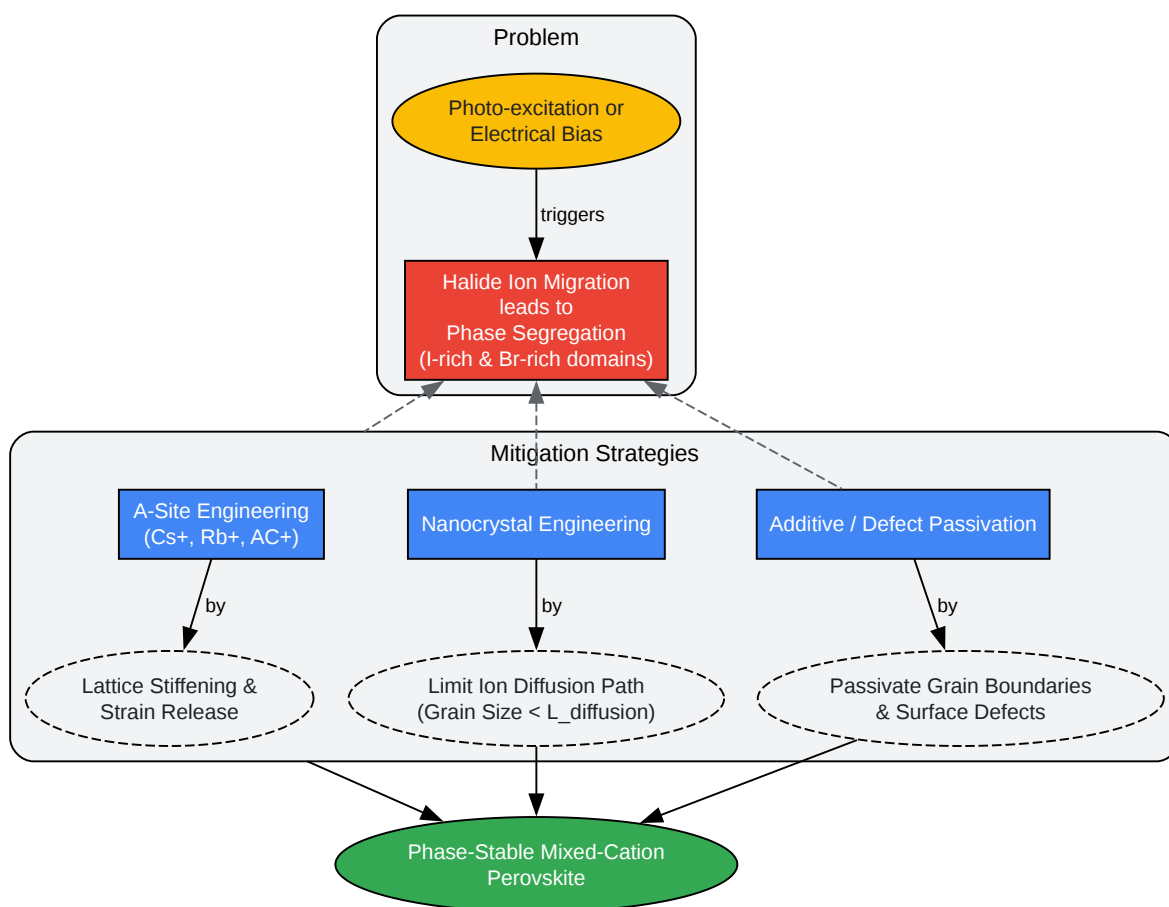 Problem
Photo-excitation or
Electrical Bias
triggers
Halide Ion Migration
leads to
Phase Segregation
(I-rich & Br-rich domains)
Mitigation Strategies
A-Site Engineering
(Cs+, Rb+, AC+)
Nanocrystal Engineering
Additive / Defect Passivation
by
by
by
Lattice Stiffening &
Strain Release
Limit Ion Diffusion Path
(Grain Size < L_diffusion)
Passivate Grain Boundaries
& Surface Defects
Phase-Stable Mixed-Cation
Perovskite